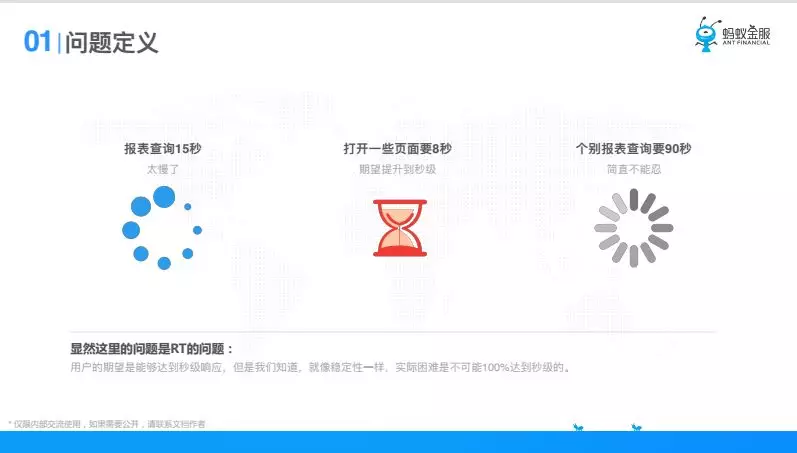 01|问题定义
蚂蚁金服
ANT FINANCIAL
报表查询15秒
太慢了
打开一些页面要8秒
期望提升到秒级
个别报表查询要90秒
简直不能忍
显然这里的问题是RT的问题：
用户的期望是能够达到秒级响应，但是我们知道，就像稳定性一样，实际困难是不可能100%达到秒级的。
* 仅限内部交流使用，如果需要公开，请联系文档作者